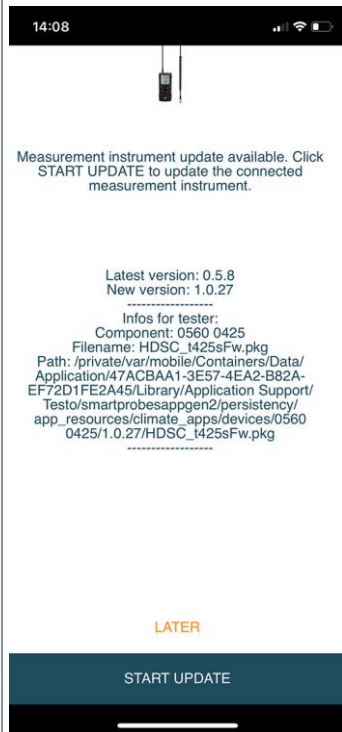 14:08
Measurement instrument update available. Click
START UPDATE to update the connected
measurement instrument.
Latest version: 0.5.8
New version: 1.0.27
------------------
Infos for tester:
Component: 0560 0425
Filename: HDSC_t425sFw.pkg
Path: /private/var/mobile/Containers/Data/
Application/47ACBAA1-3E57-4EA2-B82A-
EF72D1FE2A45/Library/Application Support/
Testo/smartprobesappgen2/persistency/
app_resources/climate_apps/devices/0560
0425/1.0.27/HDSC_t425sFw.pkg
------------------
LATER
START UPDATE